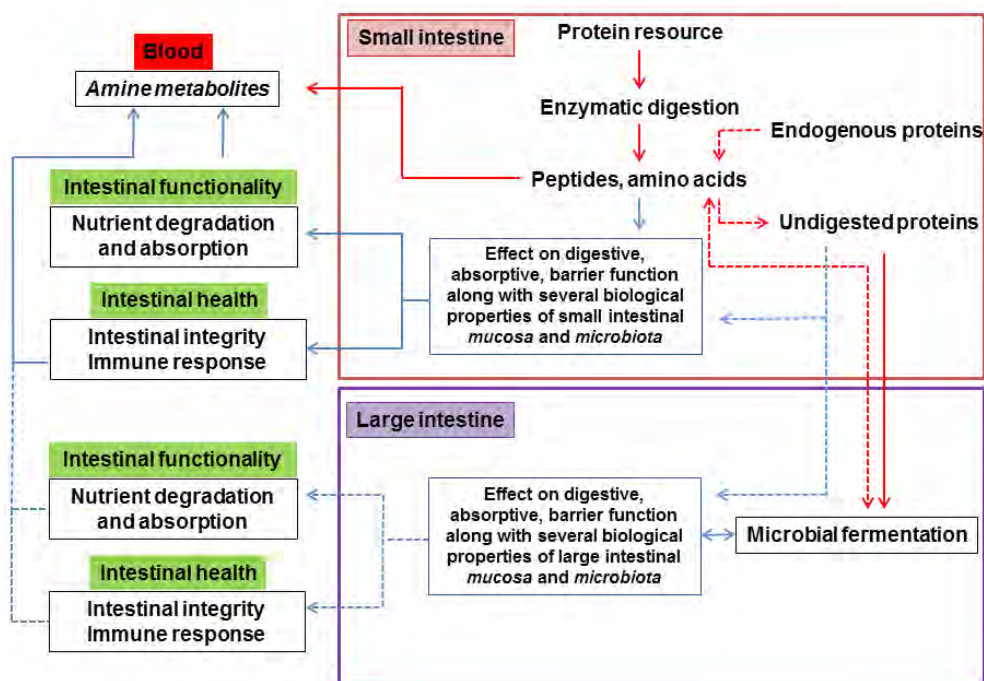 Blood
Amine metabolites
Intestinal functionality
Nutrient degradation
and absorption
Intestinal health
Intestinal integrity
Immune response
Intestinal functionality
Nutrient degradation
and absorption
Intestinal health
Intestinal integrity
Immune response
Small intestine
Protein resource
Enzymatic digestion
Endogenous proteins
Peptides, amino acids
Undigested proteins
Effect on digestive,
absorptive, barrier function
along with several biological
properties of small intestinal
mucosa and microbiota
Large intestine
Effect on digestive,
absorptive, barrier function
along with several biological
properties of large intestinal
mucosa and microbiota
Microbial fermentation